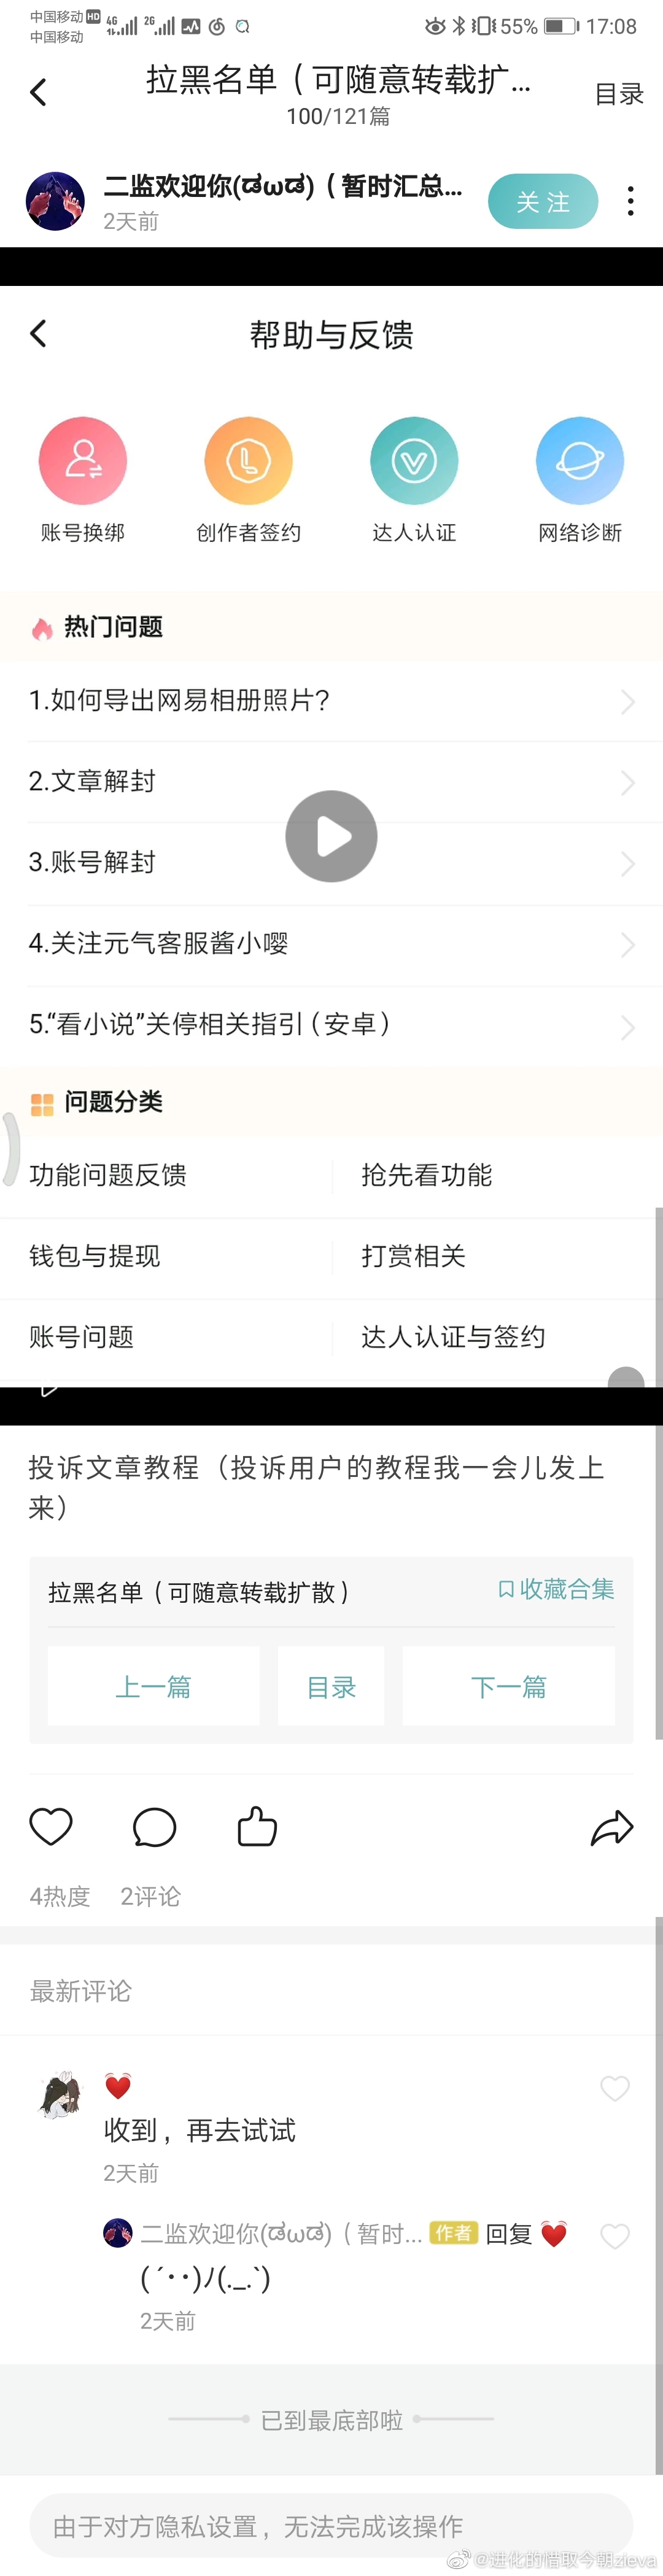 中国移动 HD 4G 2G 55% 17:08
中国移动
拉黑名单（可随意转载扩...
100/121篇
目录
二监欢迎你(ಡωಡ)（暂时汇总...
2天前
关注
帮助与反馈
账号换绑 创作者签约 达人认证 网络诊断
热门问题
1.如何导出网易相册照片？
2.文章解封
3.账号解封
4.关注元气客服酱小嘤
5.“看小说”关停相关指引（安卓）
问题分类
功能问题反馈 抢先看功能
钱包与提现 打赏相关
账号问题 达人认证与签约
投诉文章教程（投诉用户的教程我一会儿发上
来）
拉黑名单（可随意转载扩散） 收藏合集
上一篇 目录 下一篇
4热度 2评论
最新评论
收到，再去试试
2天前
二监欢迎你(ಡωಡ)（暂时... 作者 回复
( ´･･)ﾉ(._.`)
2天前
已到最底部啦
由于对方隐私设置，无法完成该操作
@进化的惜取今朝zieva